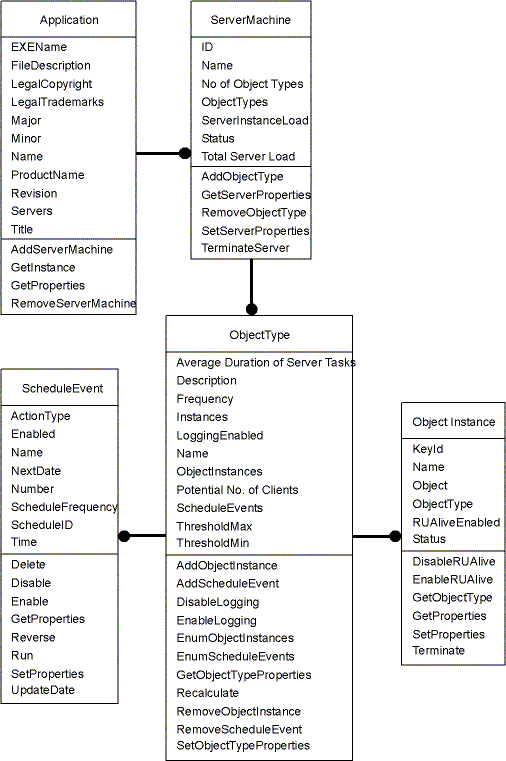 Application
EXEName
FileDescription
LegalCopyright
LegalTrademarks
Major
Minor
Name
ProductName
Revision
Servers
Title
AddServerMachine
GetInstance
GetProperties
RemoveServerMachine
ServerMachine
ID
Name
No of Object Types
ObjectTypes
ServerInstanceLoad
Status
Total Server Load
AddObjectType
GetServerProperties
RemoveObjectType
SetServerProperties
TerminateServer
ObjectType
Average Duration of Server Tasks
Description
Frequency
Instances
LoggingEnabled
Name
ObjectInstances
Potential No. of Clients
ScheduleEvents
ThresholdMax
ThresholdMin
AddObjectInstance
AddScheduleEvent
DisableLogging
EnableLogging
EnumObjectInstances
EnumScheduleEvents
GetObjectTypeProperties
Recalculate
RemoveObjectInstance
RemoveScheduleEvent
SetObjectTypeProperties
ScheduleEvent
ActionType
Enabled
Name
NextDate
Number
ScheduleFrequency
ScheduleID
Time
Delete
Disable
Enable
GetProperties
Reverse
Run
SetProperties
UpdateDate
Object Instance
KeyId
Name
Object
ObjectType
RUAliveEnabled
Status
DisableRUAlive
EnableRUAlive
GetObjectType
GetProperties
SetProperties
Terminate